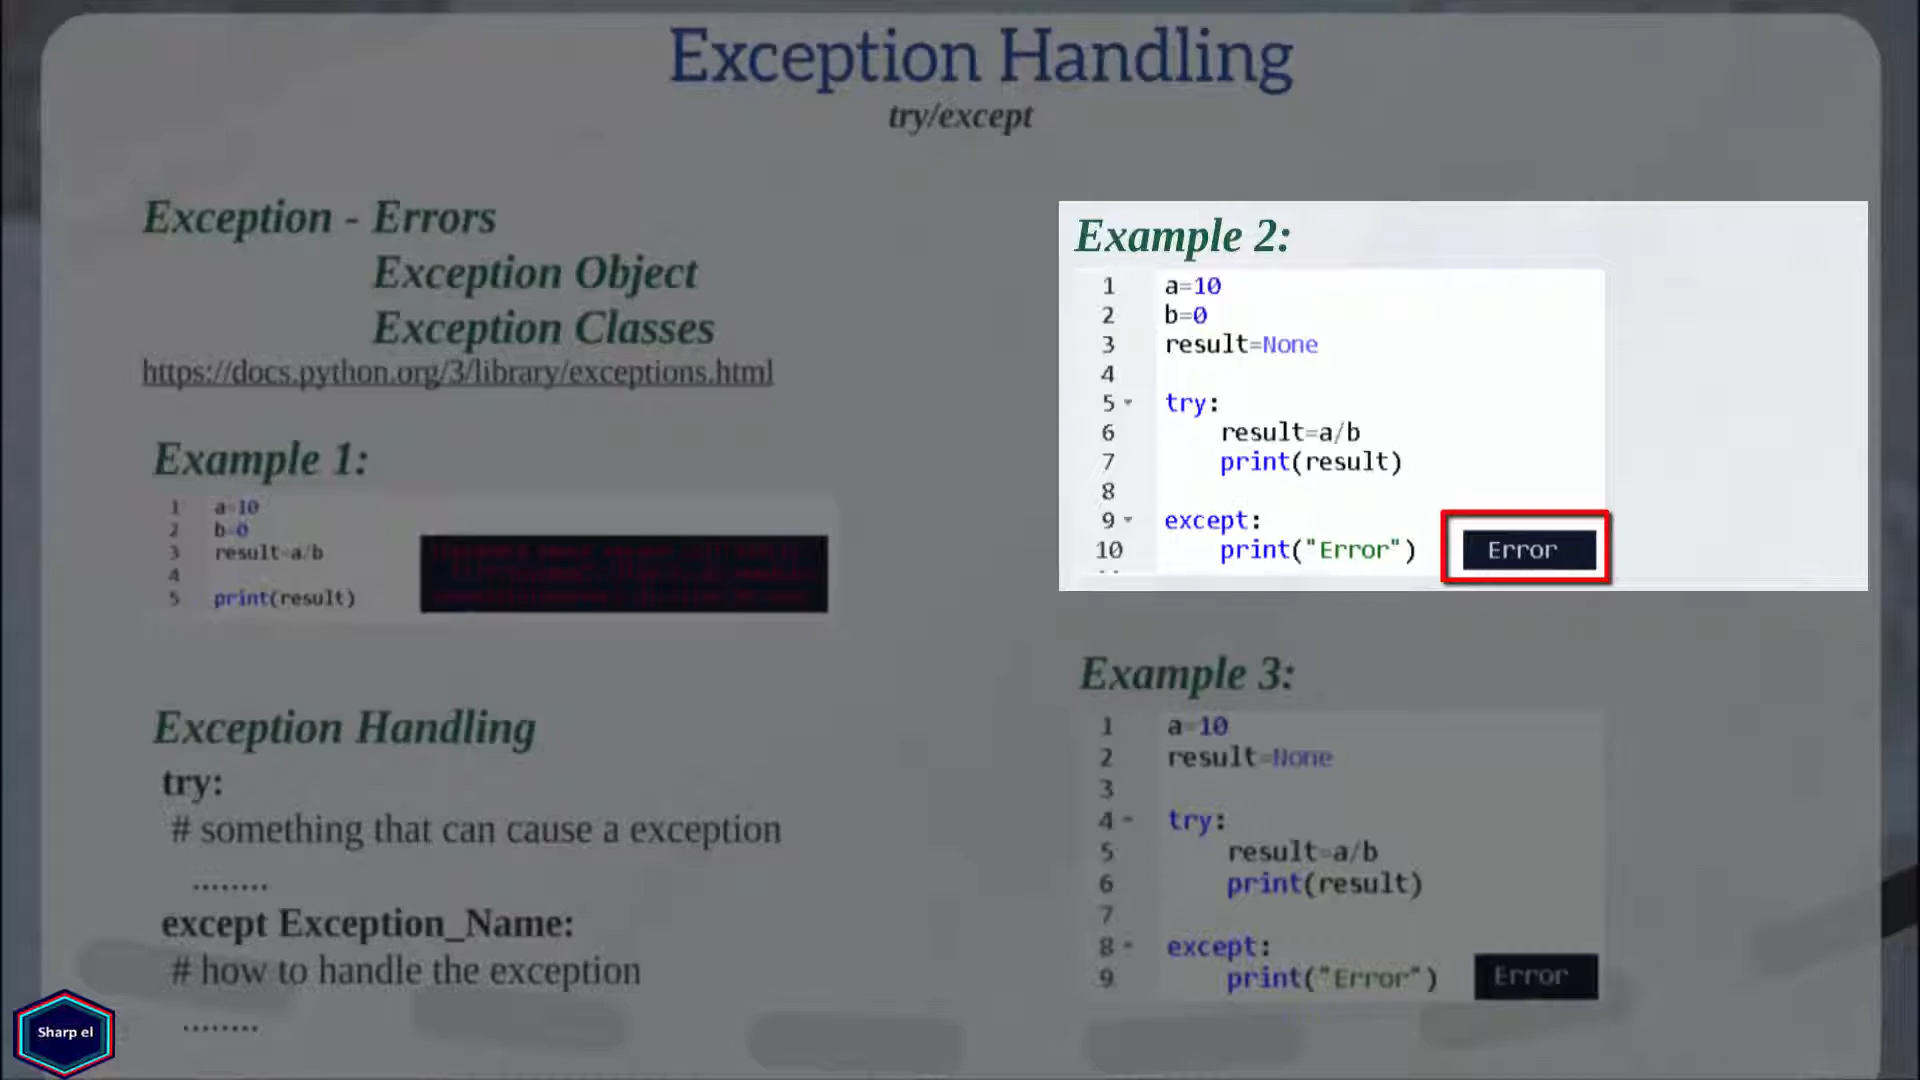 Exception Handling
try/except
Exception - Errors
Exception Object
Exception Classes
https://docs.python.org/3/library/exceptions.html
Example 1:
1 a=10
2 b=0
3 result=a/b
4
5 print(result)
Exception Handling
try:
# something that can cause a exception
........
except Exception_Name:
# how to handle the exception
........
Example 2:
1 a=10
2 b=0
3 result=None
4
5 try:
6 result=a/b
7 print(result)
8
9 except:
10 print("Error")
Error
Example 3:
1 a=10
2 result=None
3
4 try:
5 result=a/b
6 print(result)
7
8 except:
9 print("Error")
Error
Sharp el